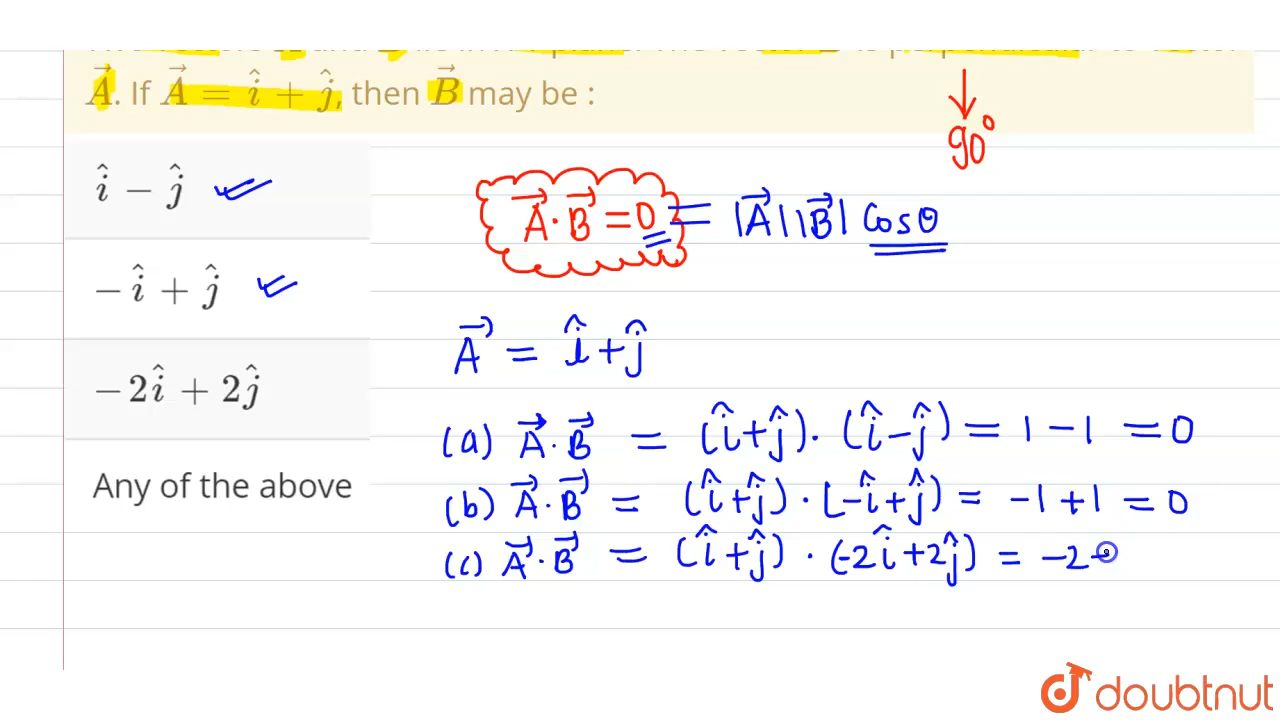 A⃗. If A⃗ = î + ĵ, then B⃗ may be :
↓
90°
î − ĵ ✓
A⃗·B⃗ = 0 = |A⃗||B⃗| Cosθ
− î + ĵ ✓
A⃗ = î+ĵ
− 2î + 2ĵ
(a) A⃗·B⃗ = (î+ĵ)·(î−ĵ) = 1 − 1 = 0
Any of the above
(b) A⃗·B⃗ = (î+ĵ)·(−î+ĵ) = −1 + 1 = 0
(c) A⃗·B⃗ = (î+ĵ)·(−2î+2ĵ) = −2
doubtnut